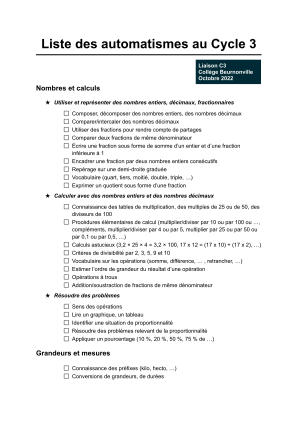 Liste des automatismes au Cycle 3
Liaison C3
Collège Beurnonville
Octobre 2022
Nombres et calculs
★ Utiliser et représenter des nombres entiers, décimaux, fractionnaires
☐ Composer, décomposer des nombres entiers, des nombres décimaux
☐ Comparer/intercaler des nombres décimaux
☐ Utiliser des fractions pour rendre compte de partages
☐ Comparer deux fractions de même dénominateur
☐ Écrire une fraction sous forme de somme d'un entier et d'une fraction
inférieure à 1
☐ Encadrer une fraction par deux nombres entiers consécutifs
☐ Repérage sur une demi-droite graduée
☐ Vocabulaire (quart, tiers, moitié, double, triple, …)
☐ Exprimer un quotient sous forme d'une fraction
★ Calculer avec des nombres entiers et des nombres décimaux
☐ Connaissance des tables de multiplication, des multiples de 25 ou de 50, des
diviseurs de 100
☐ Procédures élémentaires de calcul (multiplier/diviser par 10 ou par 100 ou …,
compléments, multiplier/diviser par 4 ou par 5, multiplier par 25 ou par 50 ou
par 0,1 ou par 0,5, …)
☐ Calculs astucieux (3,2 × 25 × 4 = 3,2 × 100, 17 x 12 = (17 x 10) + (17 x 2), …)
☐ Critères de divisibilité par 2, 3, 5, 9 et 10
☐ Vocabulaire sur les opérations (somme, différence, … , retrancher, …)
☐ Estimer l'ordre de grandeur du résultat d'une opération
☐ Opérations à trous
☐ Addition/soustraction de fractions de même dénominateur
★ Résoudre des problèmes
☐ Sens des opérations
☐ Lire un graphique, un tableau
☐ Identifier une situation de proportionnalité
☐ Résoudre des problèmes relevant de la proportionnalité
☐ Appliquer un pourcentage (10 %, 20 %, 50 %, 75 % de …)
Grandeurs et mesures
☐ Connaissance des préfixes (kilo, hecto, …)
☐ Conversions de grandeurs, de durées